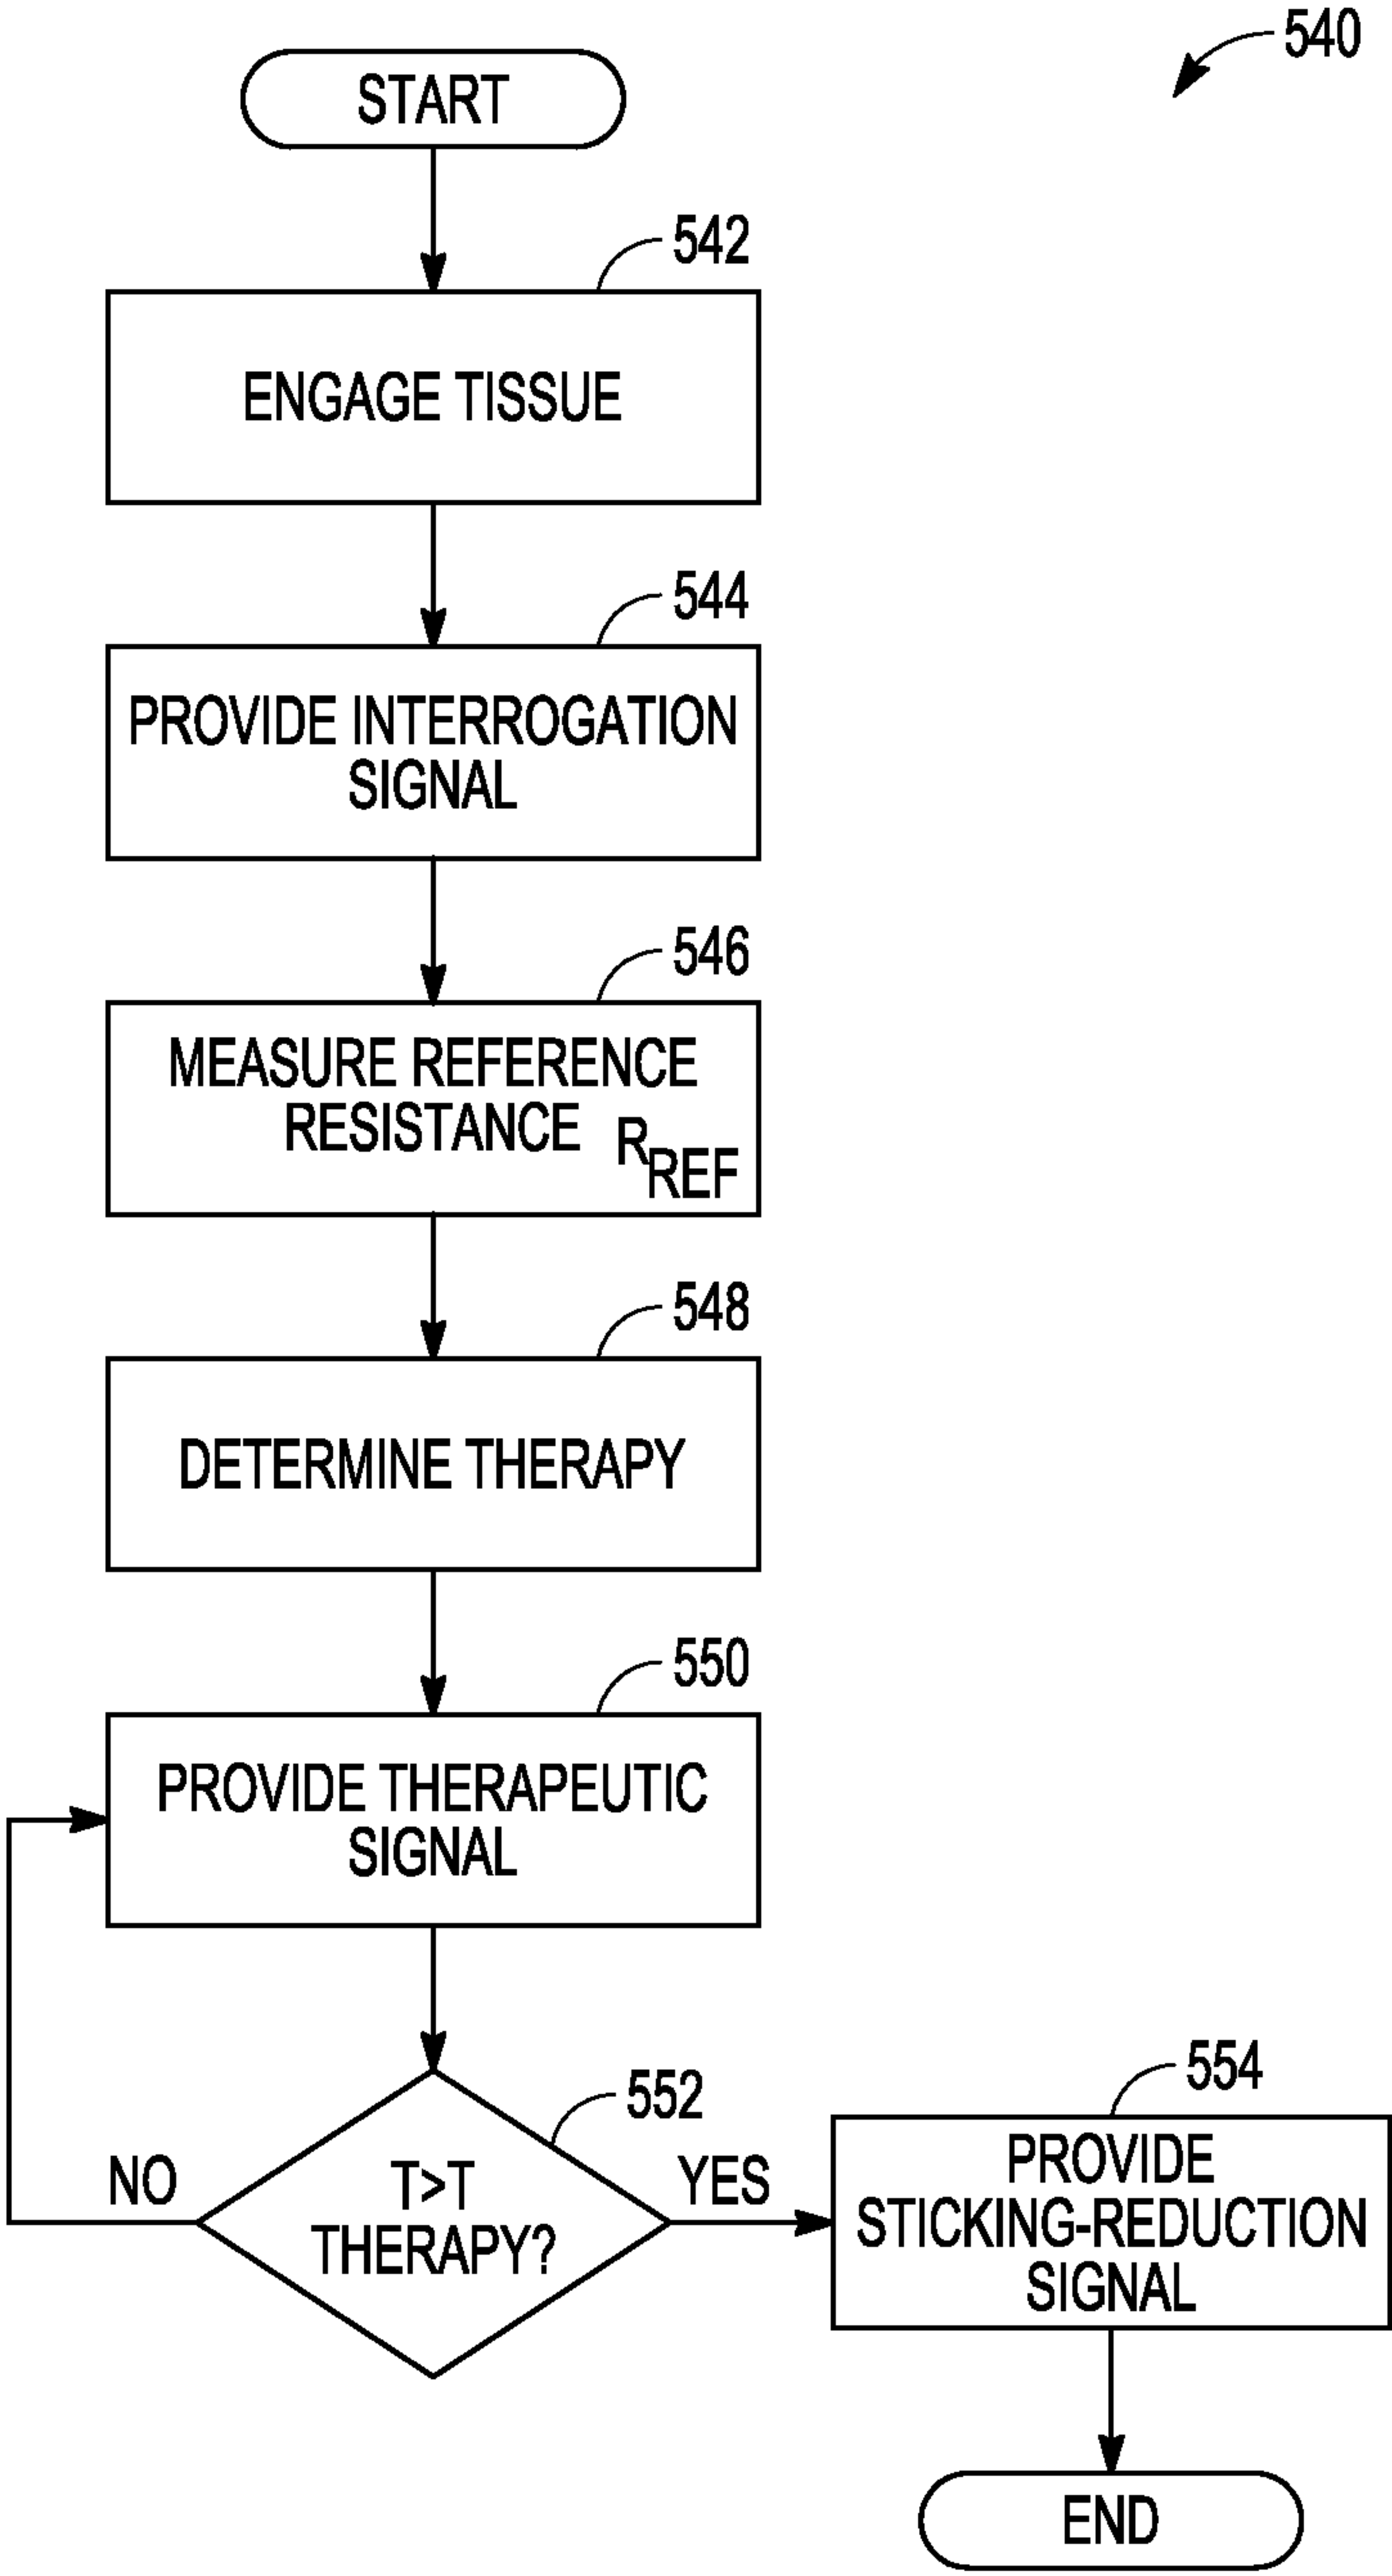 540
START
542
ENGAGE TISSUE
544
PROVIDE INTERROGATION
SIGNAL
546
MEASURE REFERENCE
RESISTANCE R REF
548
DETERMINE THERAPY
550
PROVIDE THERAPEUTIC
SIGNAL
552
T>T
THERAPY?
NO
YES
554
PROVIDE
STICKING-REDUCTION
SIGNAL
END